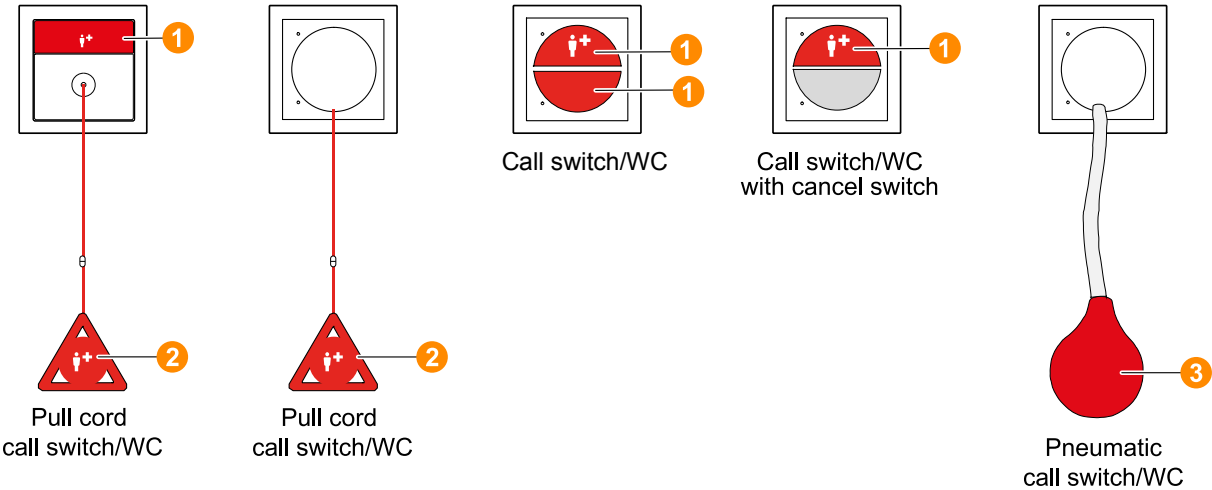 1
1
1
1
2
2
3
Call switch/WC
Call switch/WC
with cancel switch
Pull cord
call switch/WC
Pull cord
call switch/WC
Pneumatic
call switch/WC